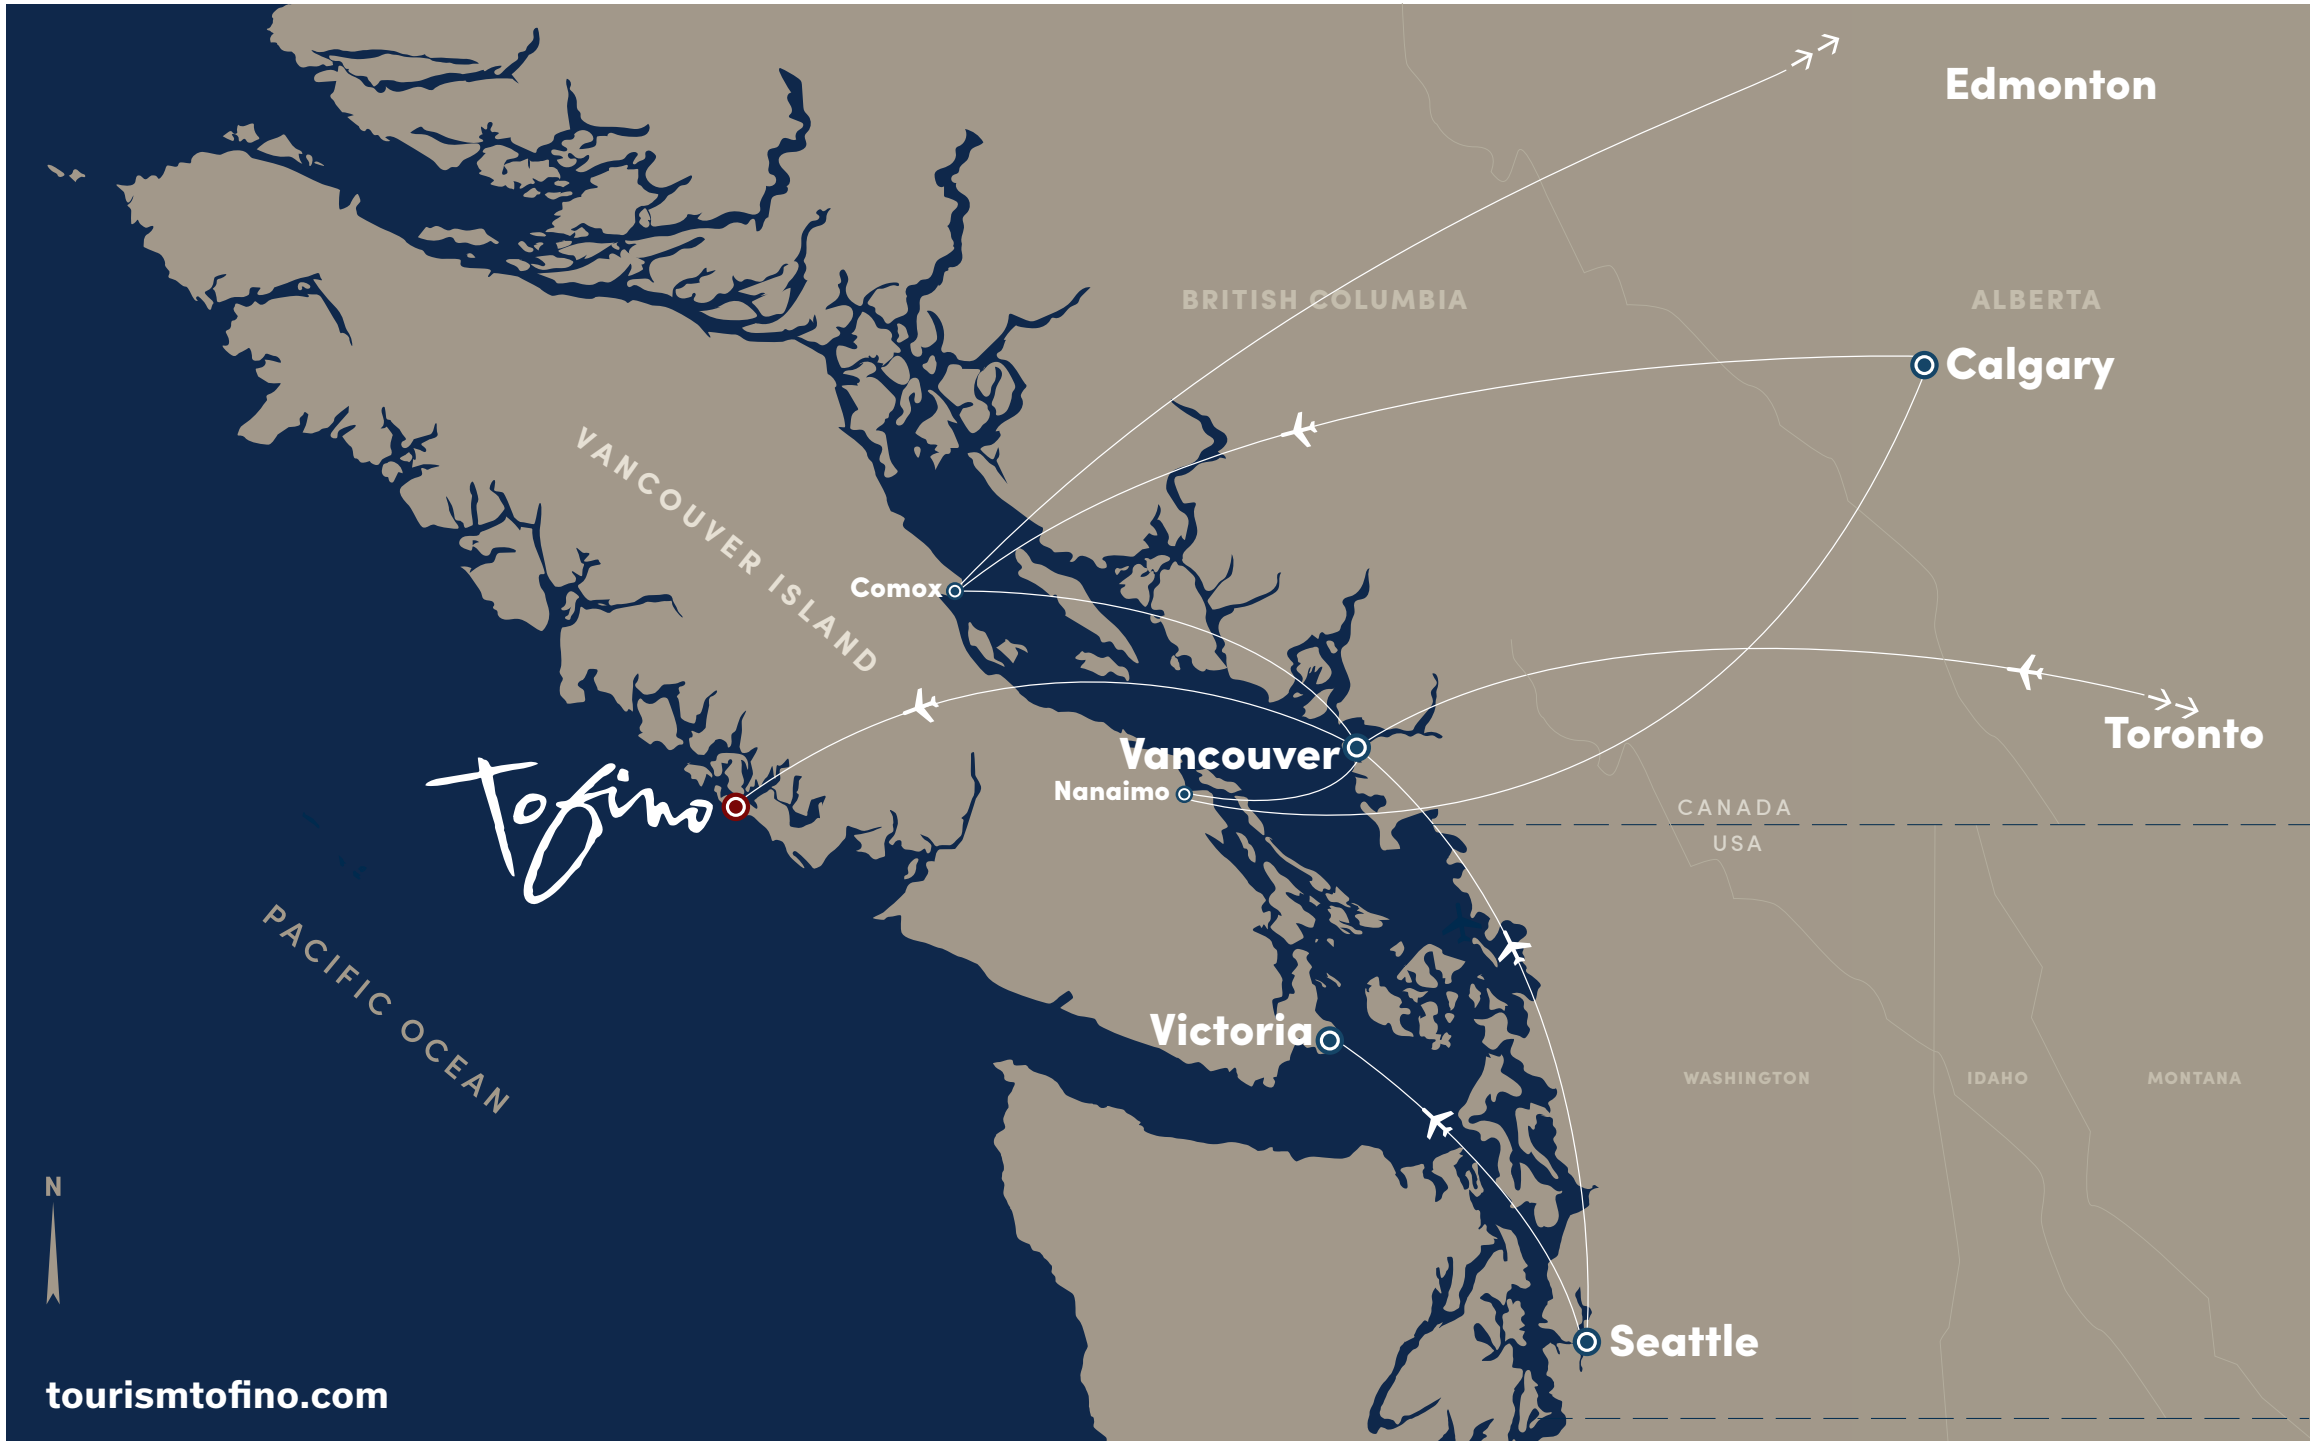 Edmonton
BRITISH COLUMBIA
ALBERTA
Calgary
VANCOUVER ISLAND
Comox
Vancouver
Toronto
Nanaimo
Tofino
CANADA
USA
PACIFIC OCEAN
Victoria
WASHINGTON
IDAHO
MONTANA
N
Seattle
tourismtofino.com